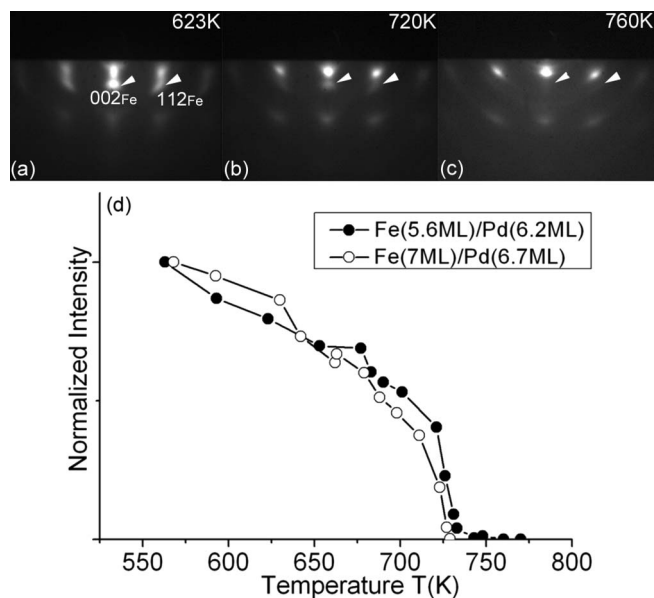 623K
720K
760K
002Fe
112Fe
(a)
(b)
(c)
(d)
Fe(5.6ML)/Pd(6.2ML)
Fe(7ML)/Pd(6.7ML)
Normalized Intensity
550 600 650 700 750 800
Temperature T(K)